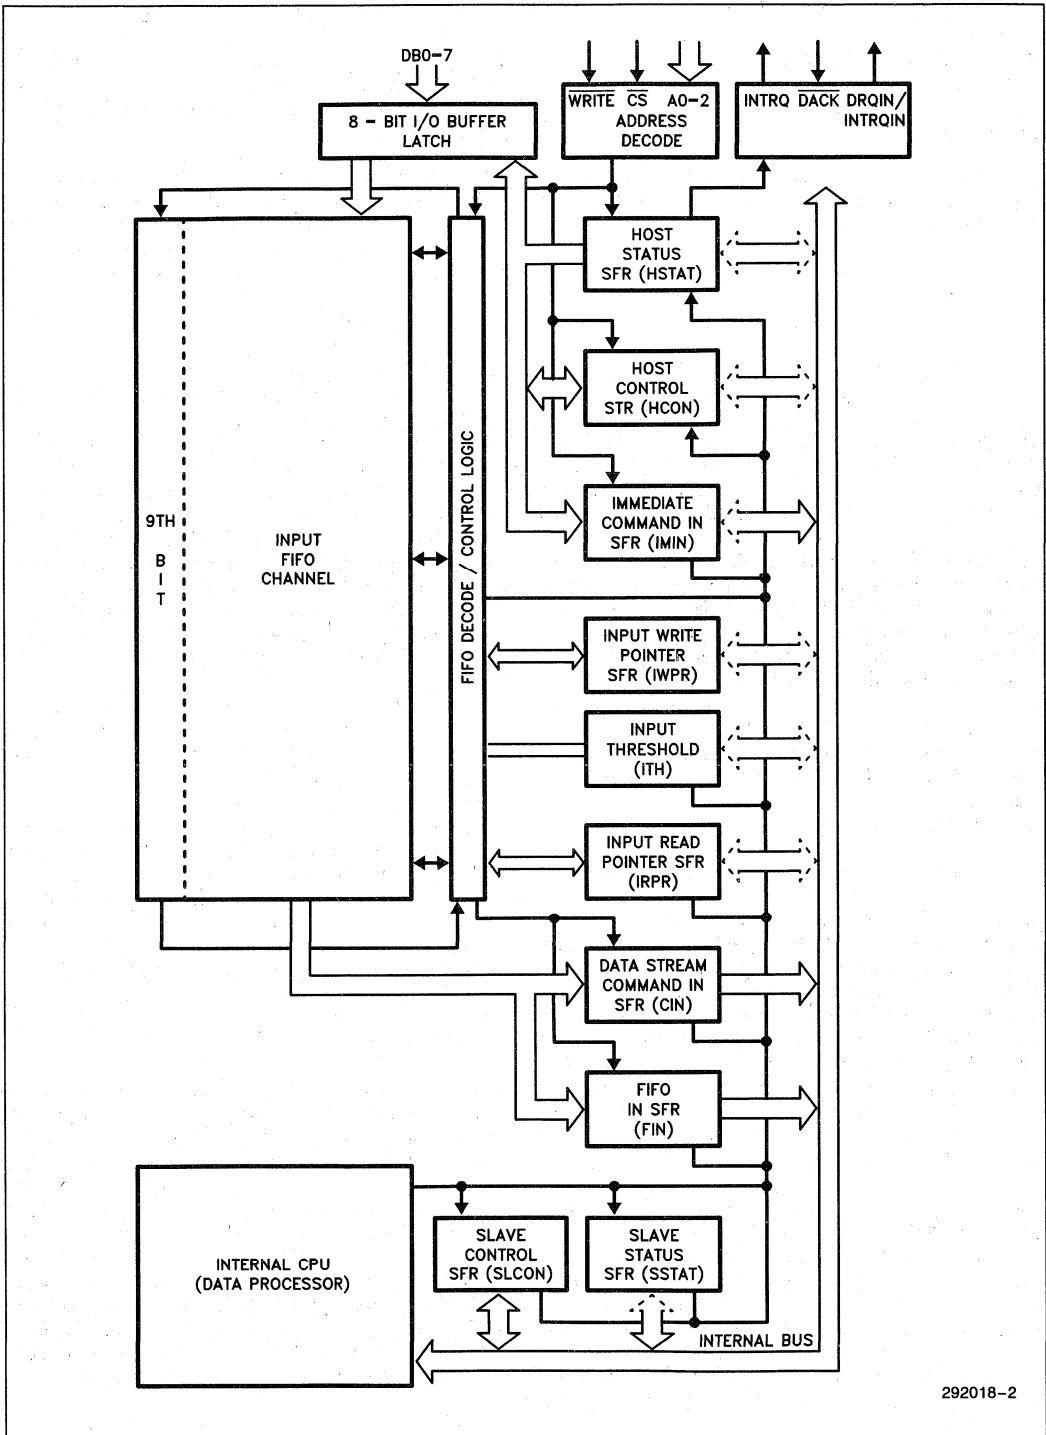 DB0-7
8 - BIT I/O BUFFER
LATCH
WRITE CS A0-2
ADDRESS
DECODE
INTRQ DACK DRQIN/
INTRQIN
HOST
STATUS
SFR (HSTAT)
HOST
CONTROL
STR (HCON)
IMMEDIATE
COMMAND IN
SFR (IMIN)
9TH
B
I
T
INPUT
FIFO
CHANNEL
FIFO DECODE / CONTROL LOGIC
INPUT WRITE
POINTER
SFR (IWPR)
INPUT
THRESHOLD
(iTH)
INPUT READ
POINTER SFR
(IRPR)
DATA STREAM
COMMAND IN
SFR (CIN)
FIFO
IN SFR
(FIN)
INTERNAL CPU
(DATA PROCESSOR)
SLAVE
CONTROL
SFR (SLCON)
SLAVE
STATUS
SFR (SSTAT)
INTERNAL BUS
292018-2